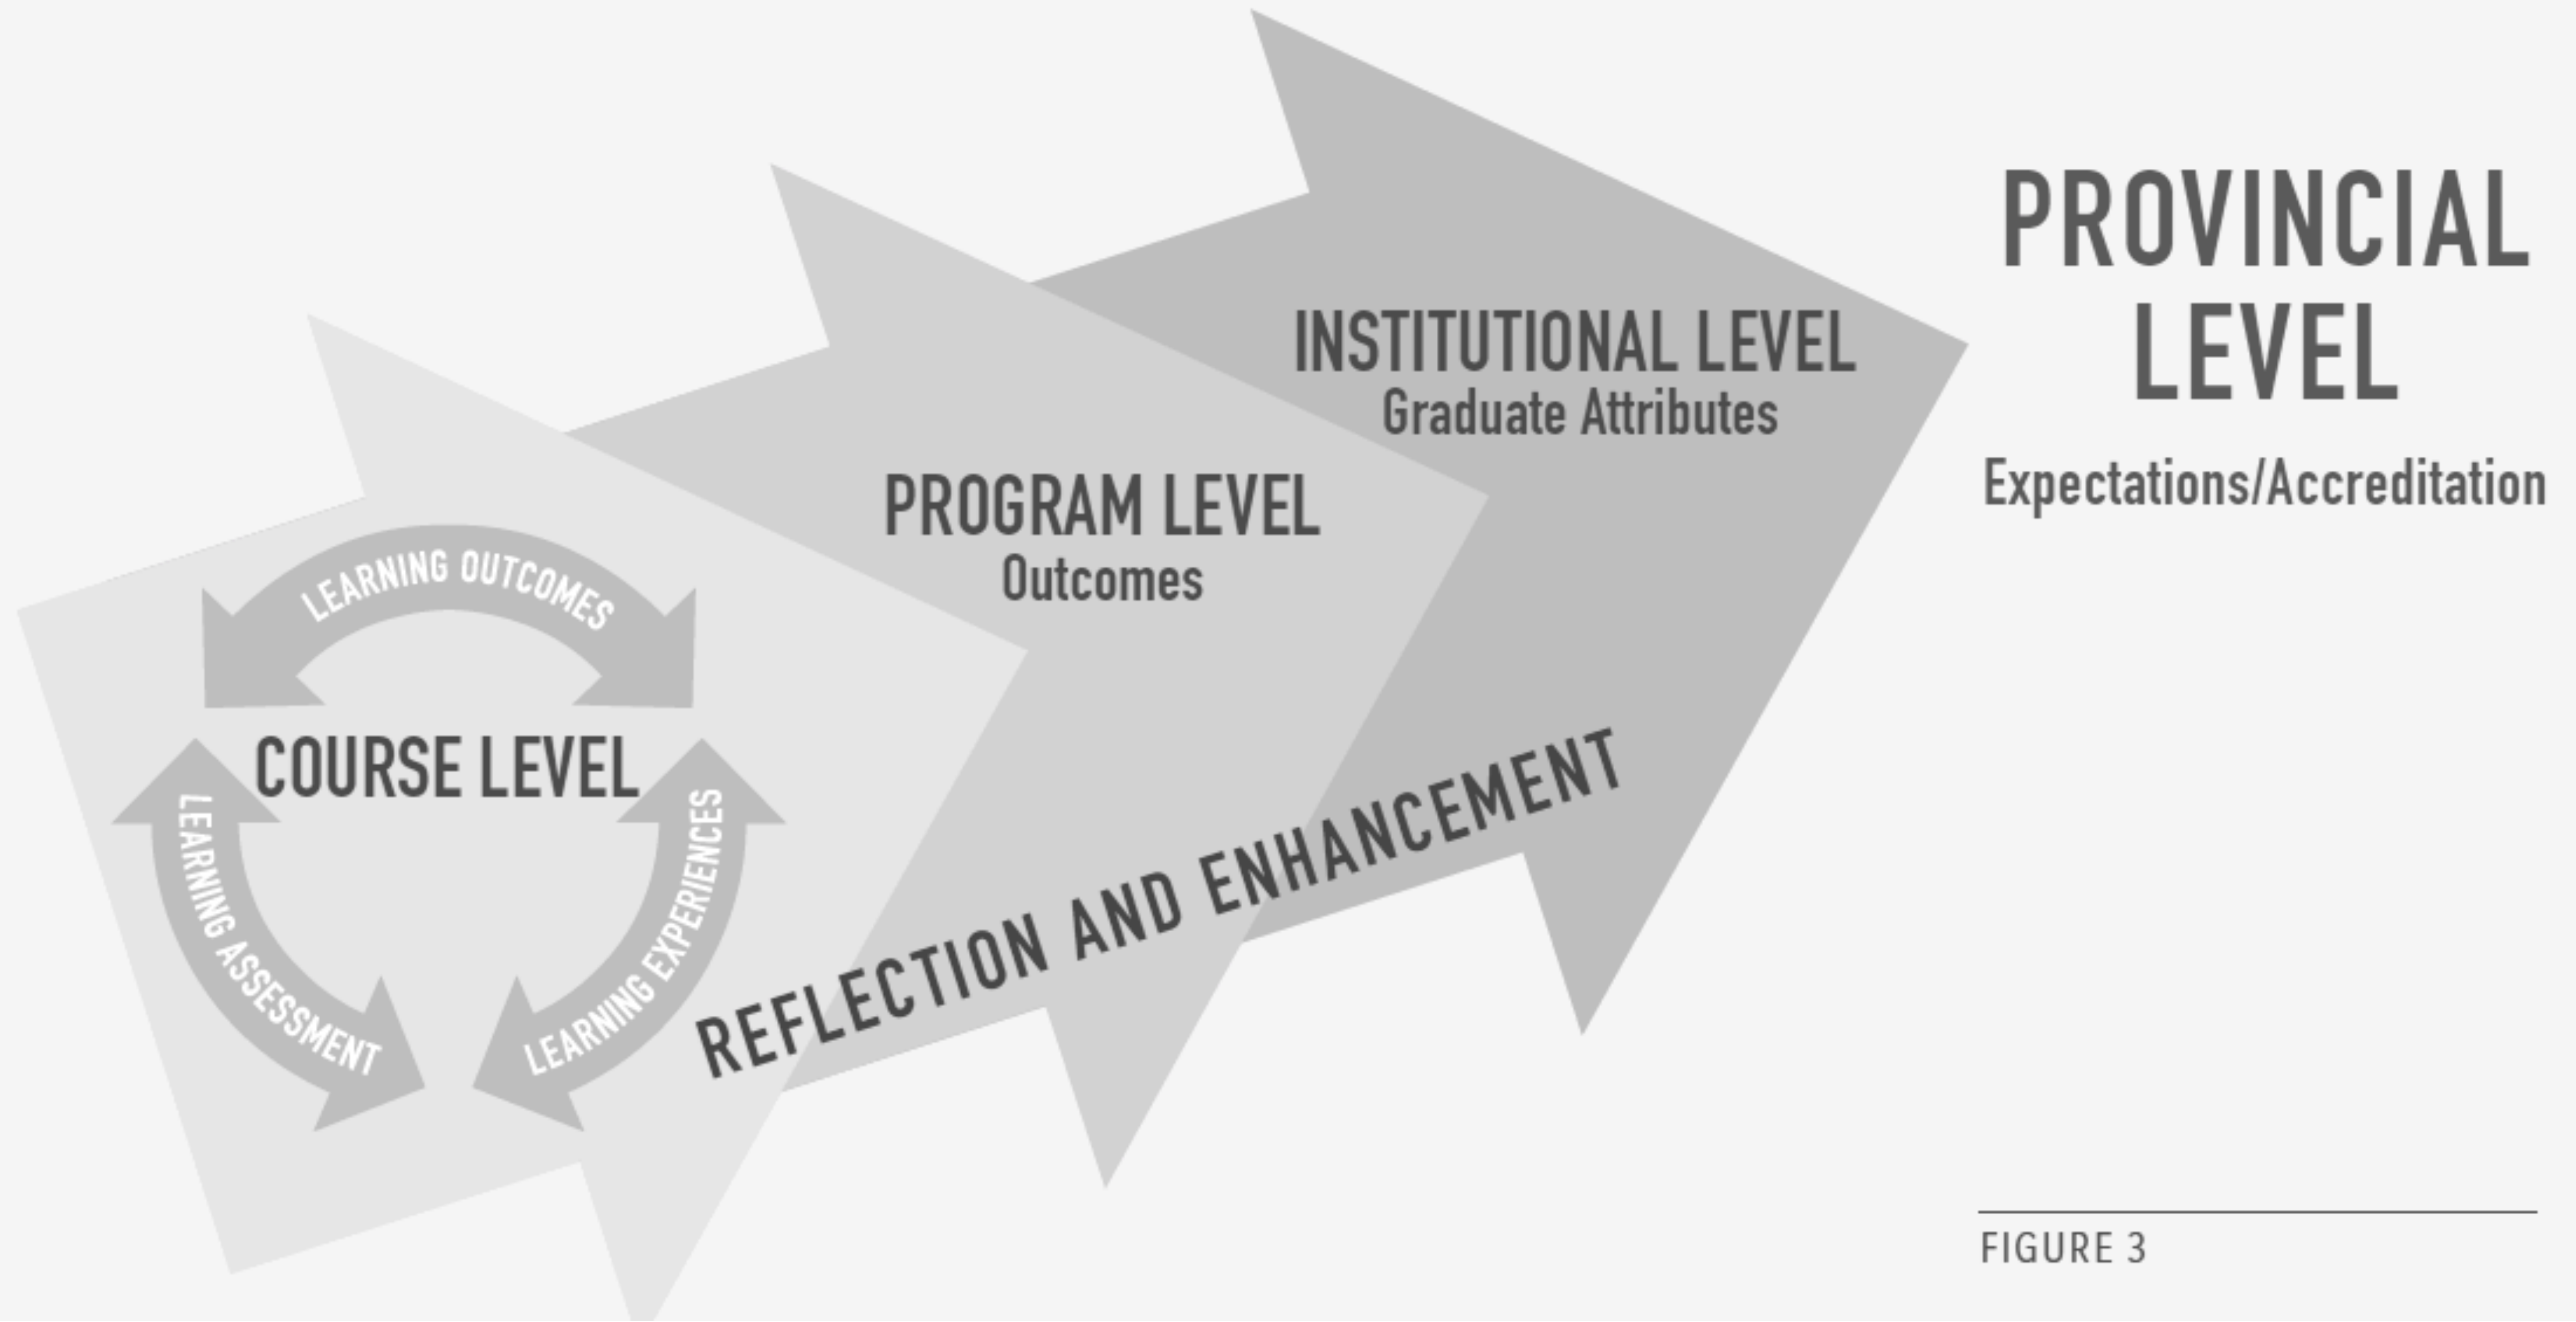 PROVINCIAL
LEVEL
Expectations/Accreditation
INSTITUTIONAL LEVEL
Graduate Attributes
PROGRAM LEVEL
Outcomes
LEARNING OUTCOMES
COURSE LEVEL
LEARNING ASSESSMENT
LEARNING EXPERIENCES
REFLECTION AND ENHANCEMENT
FIGURE 3